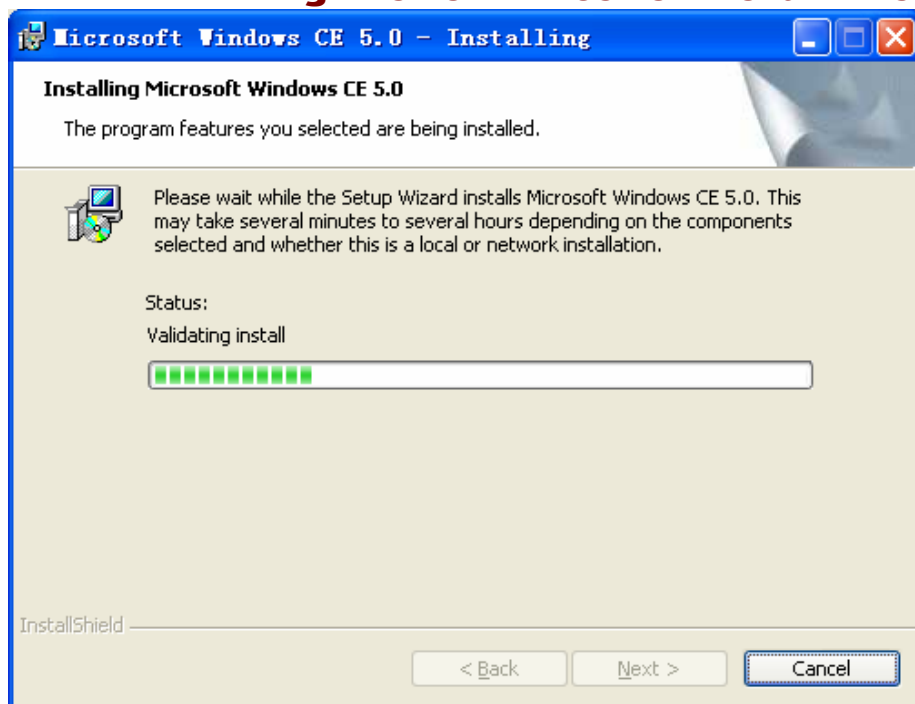 Microsoft Windows CE 5.0 - Installing
Installing Microsoft Windows CE 5.0
The program features you selected are being installed.
Please wait while the Setup Wizard installs Microsoft Windows CE 5.0. This
may take several minutes to several hours depending on the components
selected and whether this is a local or network installation.
Status:
Validating install
InstallShield
< Back
Next >
Cancel